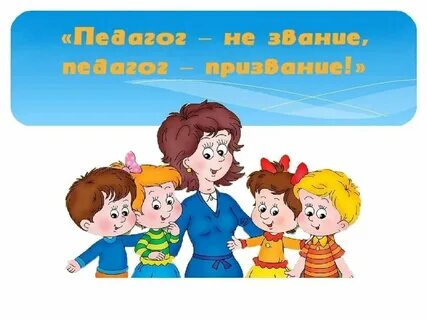 «Педагог – не звание,
педагог – призвание!»